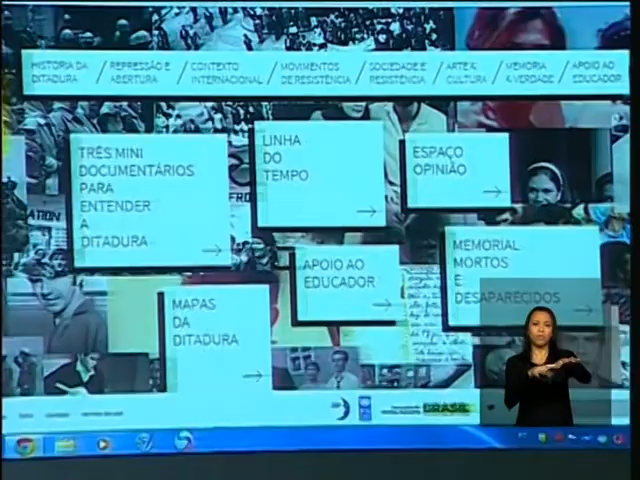 HISTORIA DA
DITADURA
REPRESSÃO E
ABERTURA
CONTEXTO
INTERNACIONAL
MOVIMENTOS
DE RESISTÊNCIA
SOCIEDADE E
RESISTÊNCIA
ARTE &
CULTURA
MEMORIA
& VERDADE
APOIO AO
EDUCADOR
TRÊS MINI
DOCUMENTÁRIOS
PARA
ENTENDER
A
DITADURA
LINHA
DO
TEMPO
ESPAÇO
OPINIÃO
APOIO AO
EDUCADOR
MEMORIAL
MORTOS
E
DESAPARECIDOS
MAPAS
DA
DITADURA
BRASIL